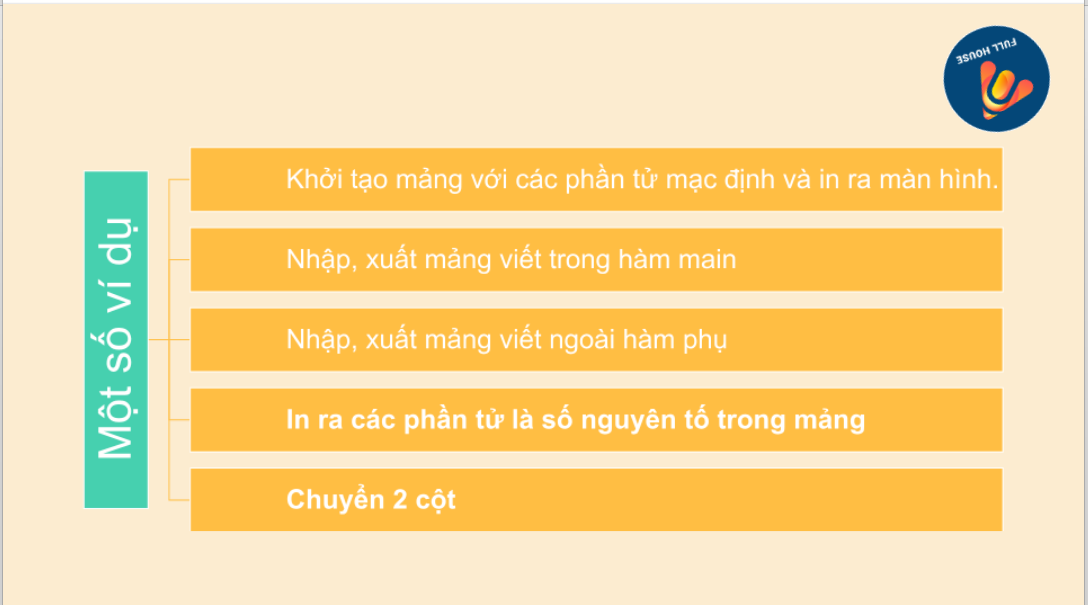 FULL HOUSE
Một số ví dụ
Khởi tạo mảng với các phần tử mạc định và in ra màn hình.
Nhập, xuất mảng viết trong hàm main
Nhập, xuất mảng viết ngoài hàm phụ
In ra các phần tử là số nguyên tố trong mảng
Chuyển 2 cột